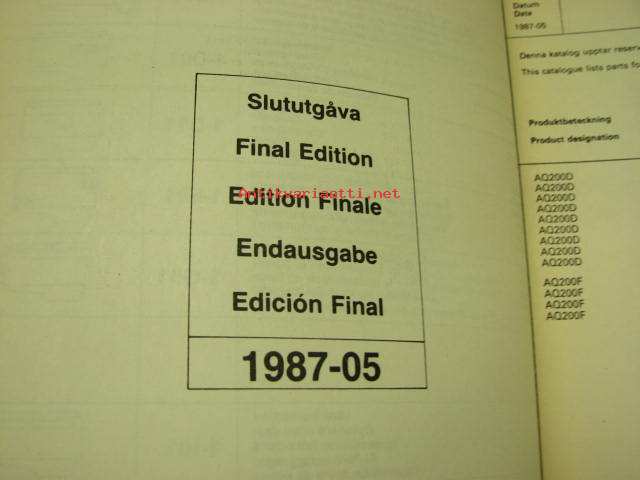 Slututgåva
Final Edition
Edition Finale
Antikvariaatti.net
Endausgabe
Edición Final
1987-05
Datum
Date
1987-05
Denna katalog upptar reserv
This catalogue lists parts fo
Produktbeteckning
Product designation
AQ200D
AQ200D
AQ200D
AQ200D
AQ200D
AQ200D
AQ200D
AQ200D
AQ200D
AQ200F
AQ200F
AQ200F
AQ200F